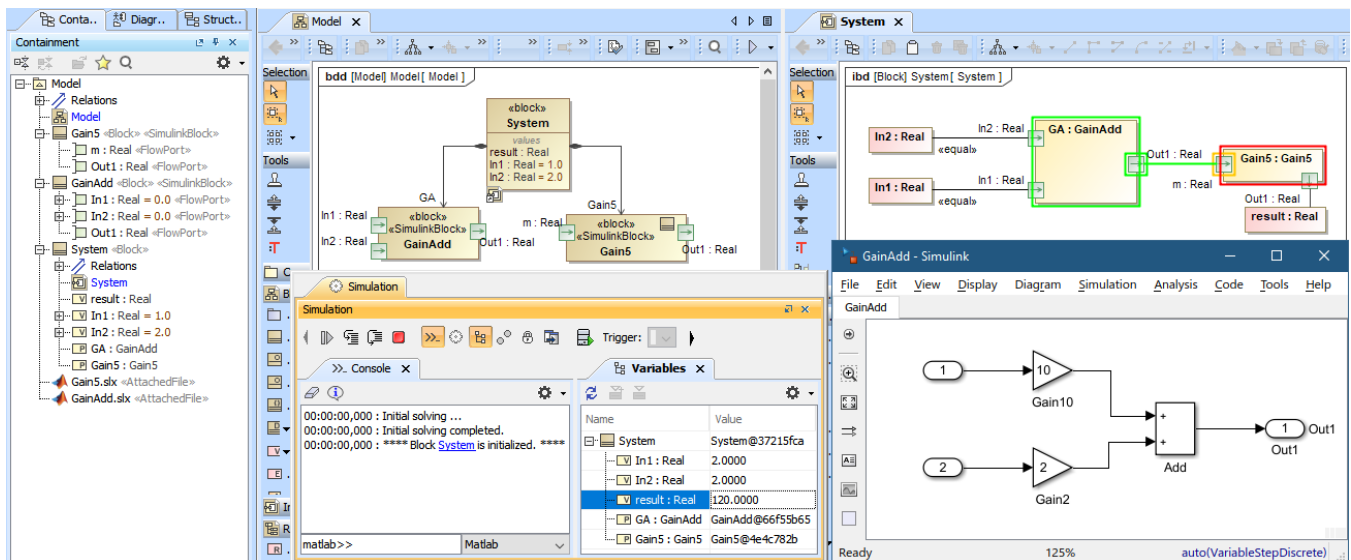 Conta..
Diagr..
Struct..
Containment
Model
Relations
Model
Gain5 «Block» «SimulinkBlock»
m : Real «FlowPort»
Out1 : Real «FlowPort»
GainAdd «Block» «SimulinkBlock»
In1 : Real = 0.0 «FlowPort»
In2 : Real = 0.0 «FlowPort»
Out1 : Real «FlowPort»
System «Block»
Relations
System
result : Real
In1 : Real = 1.0
In2 : Real = 2.0
GA : GainAdd
Gain5 : Gain5
Gain5.slx «AttachedFile»
GainAdd.slx «AttachedFile»
Model
Selection
Tools
bdd [Model] Model[ Model ]
«block»
System
values
result : Real
In1 : Real = 1.0
In2 : Real = 2.0
GA
Gain5
In1 : Real
In2 : Real
«block»
«SimulinkBlock»
GainAdd
Out1 : Real
m : Real
«block»
«SimulinkBlock»
Gain5
Out1 : Real
System
Selection
Tools
ibd [Block] System[ System ]
In2 : Real
In2 : Real
«equal»
GA : GainAdd
In1 : Real
In1 : Real
«equal»
Out1 : Real
m : Real
Gain5 : Gain5
Out1 : Real
result : Real
Simulation
Simulation
Trigger:
Console
00:00:00,000 : Initial solving ...
00:00:00,000 : Initial solving completed.
00:00:00,000 : **** Block System is initialized. ****
matlab>>
Matlab
Variables
Name Value
System System@37215fca
In1 : Real 2.0000
In2 : Real 2.0000
result : Real 120.0000
GA : GainAdd GainAdd@66f55b65
Gain5 : Gain5 Gain5@4e4c782b
GainAdd - Simulink
File Edit View Display Diagram Simulation Analysis Code Tools Help
GainAdd
1
10
Gain10
2
2
Gain2
+
+
Add
1
Out1
Out1
Ready 125% auto(VariableStepDiscrete)